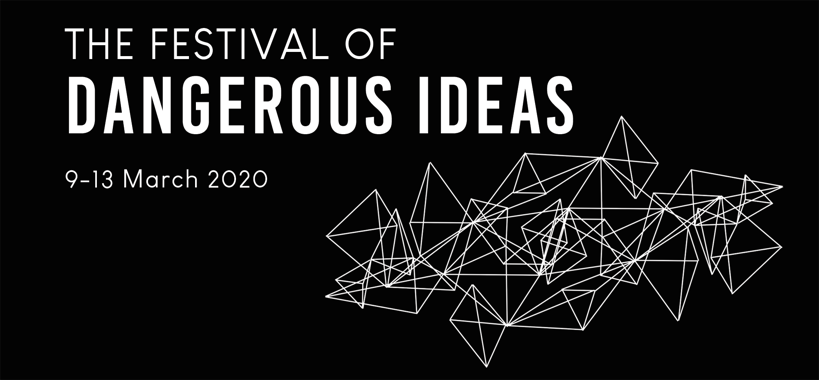 THE FESTIVAL OF
DANGEROUS IDEAS
9–13 March 2020